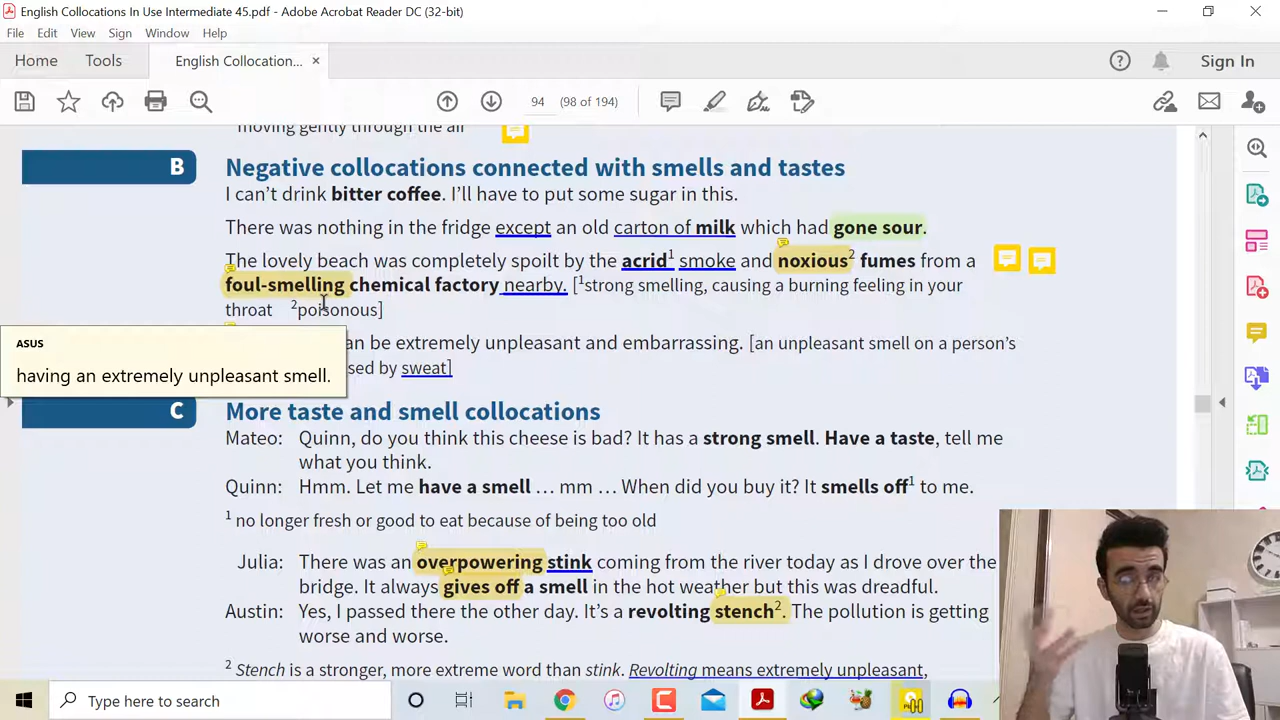 English Collocations In Use Intermediate 45.pdf - Adobe Acrobat Reader DC (32-bit)
File Edit View Sign Window Help
Home Tools English Collocation... × Sign In
94 (98 of 194)
moving gently through the air
B Negative collocations connected with smells and tastes
I can't drink bitter coffee. I'll have to put some sugar in this.
There was nothing in the fridge except an old carton of milk which had gone sour.
The lovely beach was completely spoilt by the acrid¹ smoke and noxious² fumes from a
foul-smelling chemical factory nearby. [¹strong smelling, causing a burning feeling in your
throat ²poisonous]
an be extremely unpleasant and embarrassing. [an unpleasant smell on a person's
sed by sweat]
ASUS
having an extremely unpleasant smell.
C More taste and smell collocations
Mateo: Quinn, do you think this cheese is bad? It has a strong smell. Have a taste, tell me
what you think.
Quinn: Hmm. Let me have a smell ... mm ... When did you buy it? It smells off¹ to me.
¹ no longer fresh or good to eat because of being too old
Julia: There was an overpowering stink coming from the river today as I drove over the
bridge. It always gives off a smell in the hot weather but this was dreadful.
Austin: Yes, I passed there the other day. It's a revolting stench². The pollution is getting
worse and worse.
² Stench is a stronger, more extreme word than stink. Revolting means extremely unpleasant,
Type here to search